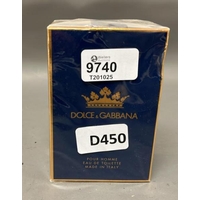 9740
T201025
DOLCE & GABBANA
D450
POUR HOMME
EAU DE TOILETTE
MADE IN ITALY